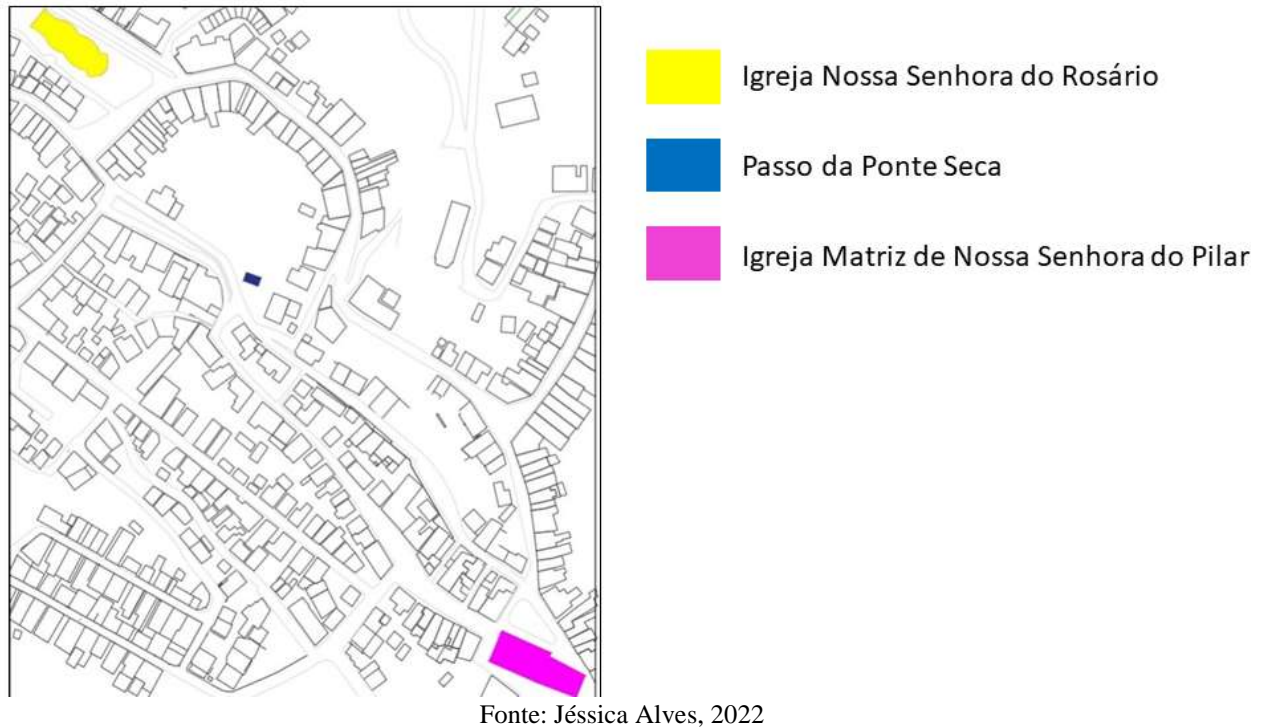 Igreja Nossa Senhora do Rosário
Passo da Ponte Seca
Igreja Matriz de Nossa Senhora do Pilar
Fonte: Jéssica Alves, 2022